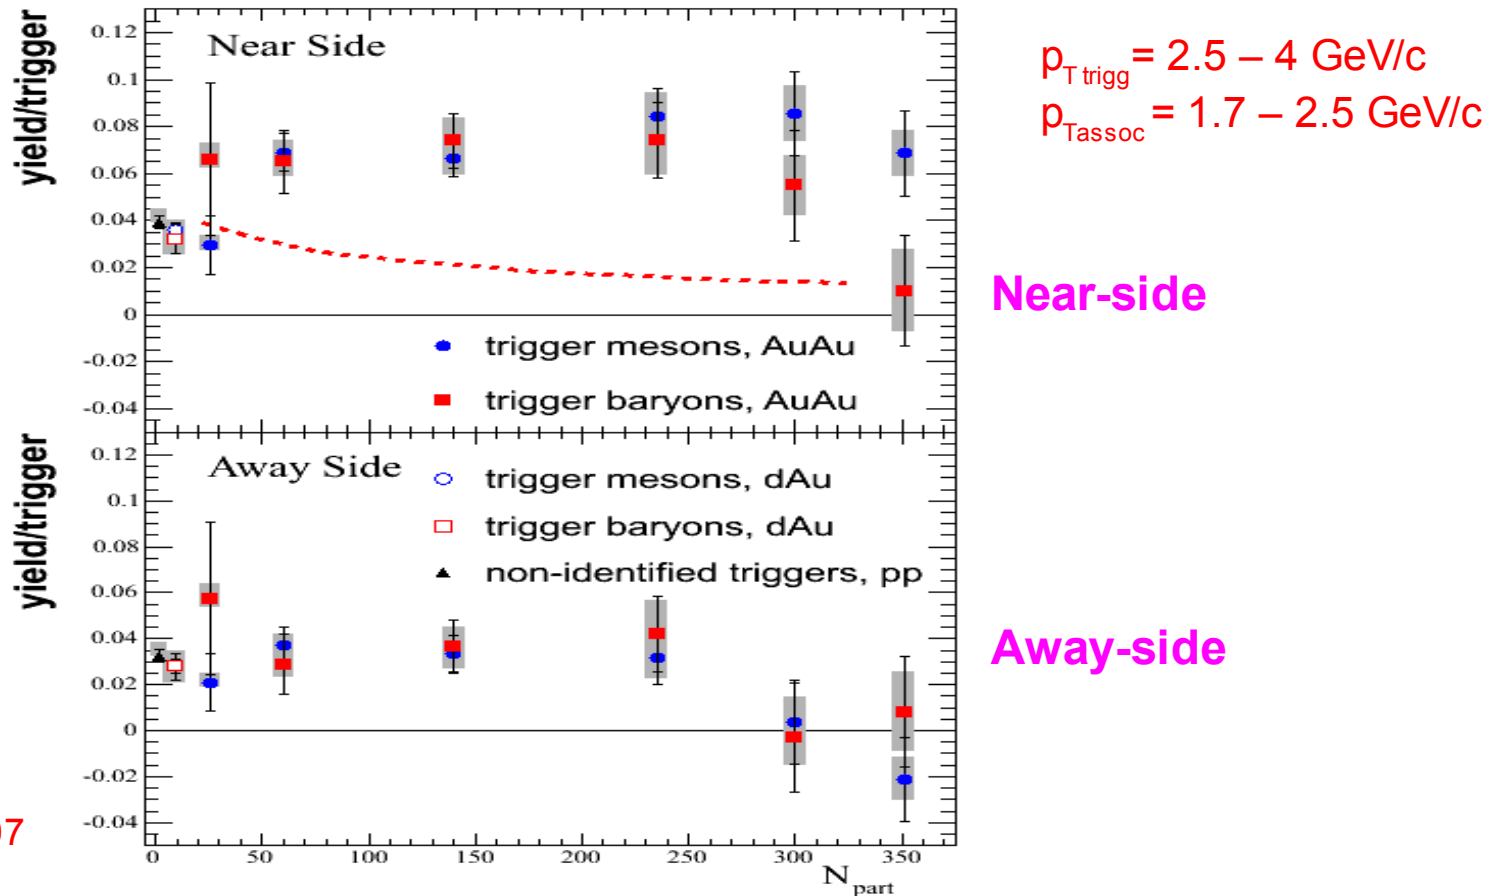 0.12
Near Side
0.1
0.08
0.06
0.04
0.02
0
-0.02
-0.04
yield/trigger
trigger mesons, AuAu
trigger baryons, AuAu
p_T trigg = 2.5 – 4 GeV/c
p_Tassoc = 1.7 – 2.5 GeV/c
Near-side
0.12
Away Side
0.1
0.08
0.06
0.04
0.02
0
-0.02
-0.04
yield/trigger
trigger mesons, dAu
trigger baryons, dAu
non-identified triggers, pp
Away-side
07
0 50 100 150 200 250 300 350
N_part